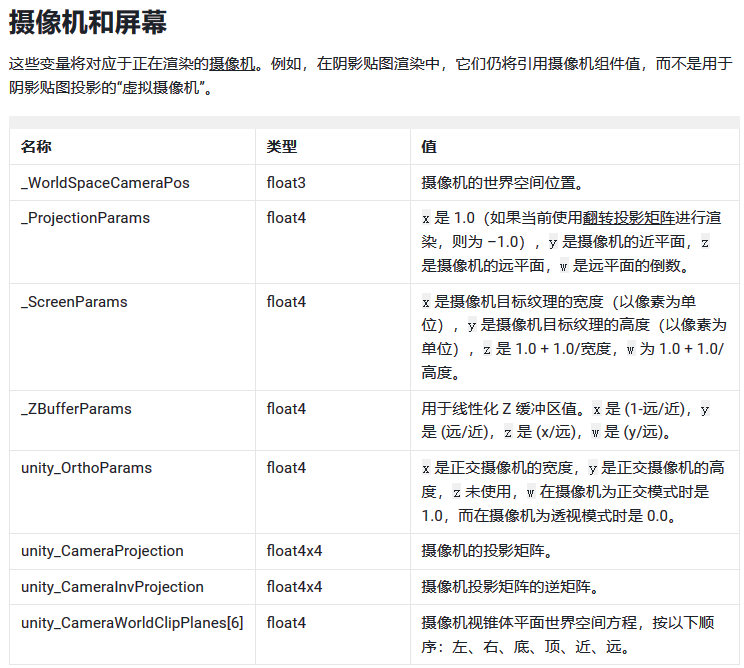 摄像机和屏幕
这些变量将对应于正在渲染的摄像机。例如，在阴影贴图渲染中，它们仍将引用摄像机组件值，而不是用于
阴影贴图投影的“虚拟摄像机”。
名称 类型 值
_WorldSpaceCameraPos float3 摄像机的世界空间位置。
_ProjectionParams float4 x 是 1.0（如果当前使用翻转投影矩阵进行渲
染，则为 –1.0），y 是摄像机的近平面，z
是摄像机的远平面，w 是远平面的倒数。
_ScreenParams float4 x 是摄像机目标纹理的宽度（以像素为单
位），y 是摄像机目标纹理的高度（以像素为
单位），z 是 1.0 + 1.0/宽度，w 为 1.0 + 1.0/
高度。
_ZBufferParams float4 用于线性化 Z 缓冲区值。x 是 (1-远/近)，y
是 (远/近)，z 是 (x/远)，w 是 (y/远)。
unity_OrthoParams float4 x 是正交摄像机的宽度，y 是正交摄像机的高
度，z 未使用，w 在摄像机为正交模式时是
1.0，而在摄像机为透视模式时是 0.0。
unity_CameraProjection float4x4 摄像机的投影矩阵。
unity_CameraInvProjection float4x4 摄像机投影矩阵的逆矩阵。
unity_CameraWorldClipPlanes[6] float4 摄像机视锥体平面世界空间方程，按以下顺
序：左、右、底、顶、近、远。